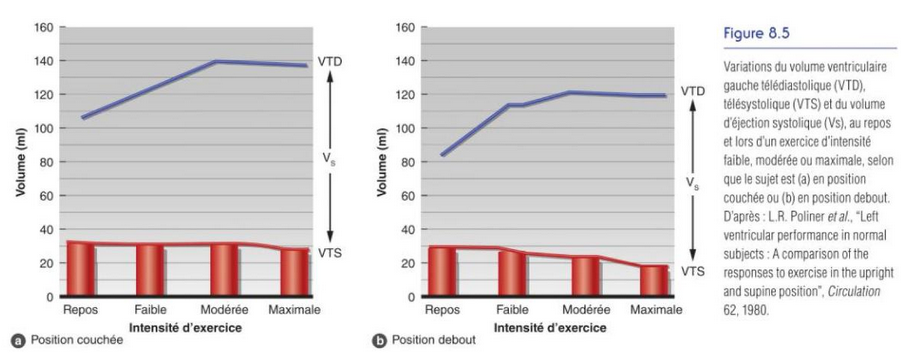 160
140
120
100
80
60
40
20
0
Volume (ml)
VTD
Vs
VTS
Repos Faible Modérée Maximale
Intensité d'exercice
a Position couchée
160
140
120
100
80
60
40
20
0
Volume (ml)
VTD
Vs
VTS
Repos Faible Modérée Maximale
Intensité d'exercice
b Position debout
Figure 8.5
Variations du volume ventriculaire
gauche télédiastolique (VTD),
télésystolique (VTS) et du volume
d'éjection systolique (Vs), au repos
et lors d'un exercice d'intensité
faible, modérée ou maximale, selon
que le sujet est (a) en position
couchée ou (b) en position debout.
D'après : L.R. Poliner et al., "Left
ventricular performance in normal
subjects : A comparison of the
responses to exercise in the upright
and supine position", Circulation
62, 1980.